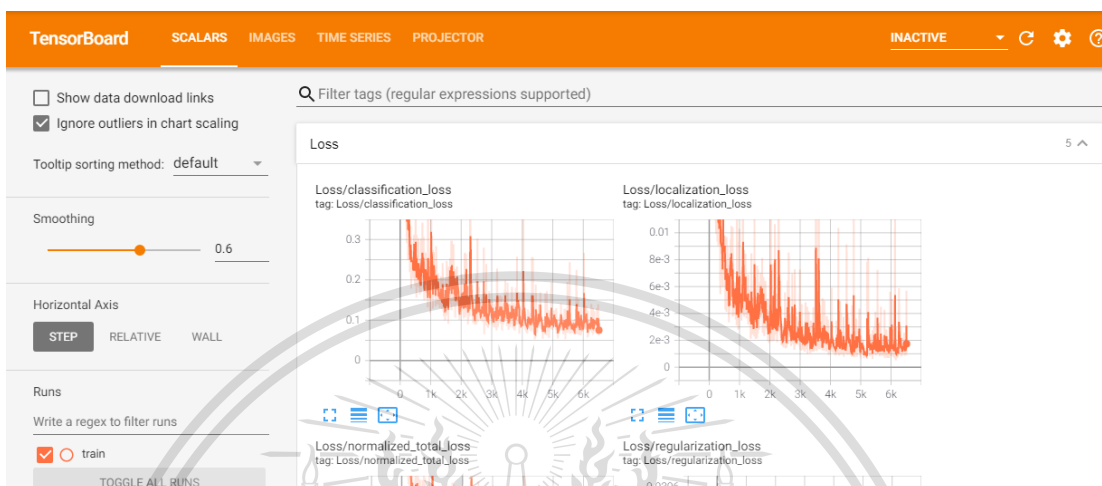 TensorBoard SCALARS IMAGES TIME SERIES PROJECTOR INACTIVE
Show data download links
Ignore outliers in chart scaling
Tooltip sorting method: default
Smoothing
0.6
Horizontal Axis
STEP RELATIVE WALL
Runs
Write a regex to filter runs
train
TOGGLE ALL RUNS
Filter tags (regular expressions supported)
Loss 5
Loss/classification_loss
tag: Loss/classification_loss
0.3
0.2
0.1
0
0 1k 2k 3k 4k 5k 6k
Loss/localization_loss
tag: Loss/localization_loss
0.01
8e-3
6e-3
4e-3
2e-3
0
0 1k 2k 3k 4k 5k 6k
Loss/normalized_total_loss
tag: Loss/normalized_total_loss
Loss/regularization_loss
tag: Loss/regularization_loss